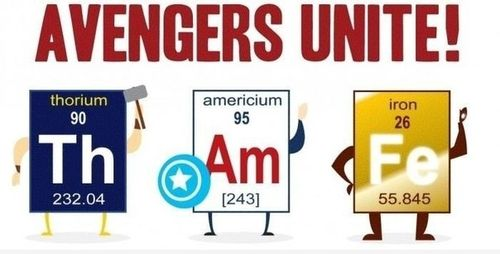 AVENGERS UNITE!
thorium
90
Th
232.04
americium
95
Am
[243]
iron
26
Fe
55.845